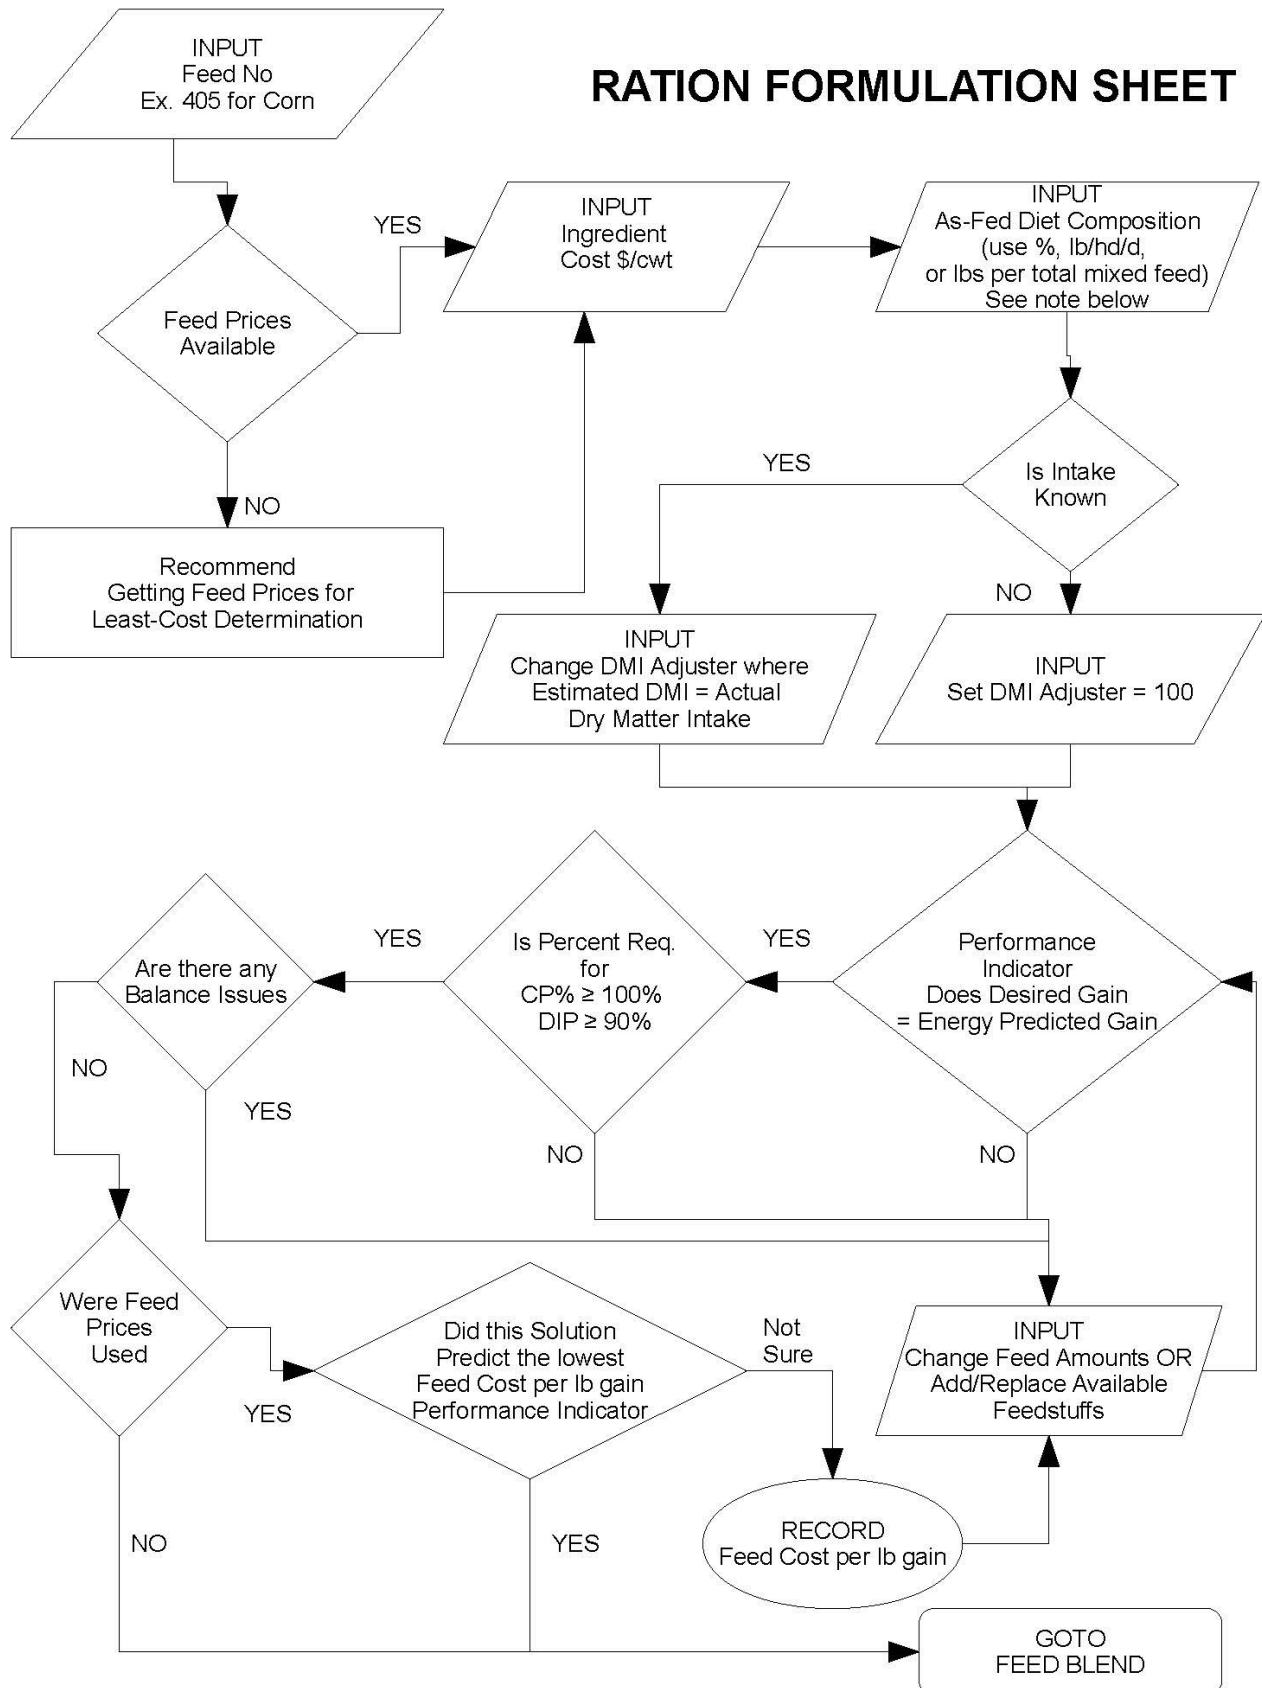 INPUT
Feed No
Ex. 405 for Corn
RATION FORMULATION SHEET
YES
INPUT
Ingredient
Cost $/cwt
INPUT
As-Fed Diet Composition
(use %, lb/hd/d,
or lbs per total mixed feed)
See note below
Feed Prices
Available
NO
YES
Is Intake
Known
Recommend
Getting Feed Prices for
Least-Cost Determination
NO
INPUT
Change DMI Adjuster where
Estimated DMI = Actual
Dry Matter Intake
INPUT
Set DMI Adjuster = 100
Are there any
Balance Issues
YES
Is Percent Req.
for
CP% ≥ 100%
DIP ≥ 90%
YES
Performance
Indicator
Does Desired Gain
= Energy Predicted Gain
NO
YES
NO
NO
Were Feed
Prices
Used
YES
Did this Solution
Predict the lowest
Feed Cost per lb gain
Performance Indicator
Not
Sure
INPUT
Change Feed Amounts OR
Add/Replace Available
Feedstuffs
NO
YES
RECORD
Feed Cost per lb gain
GOTO
FEED BLEND